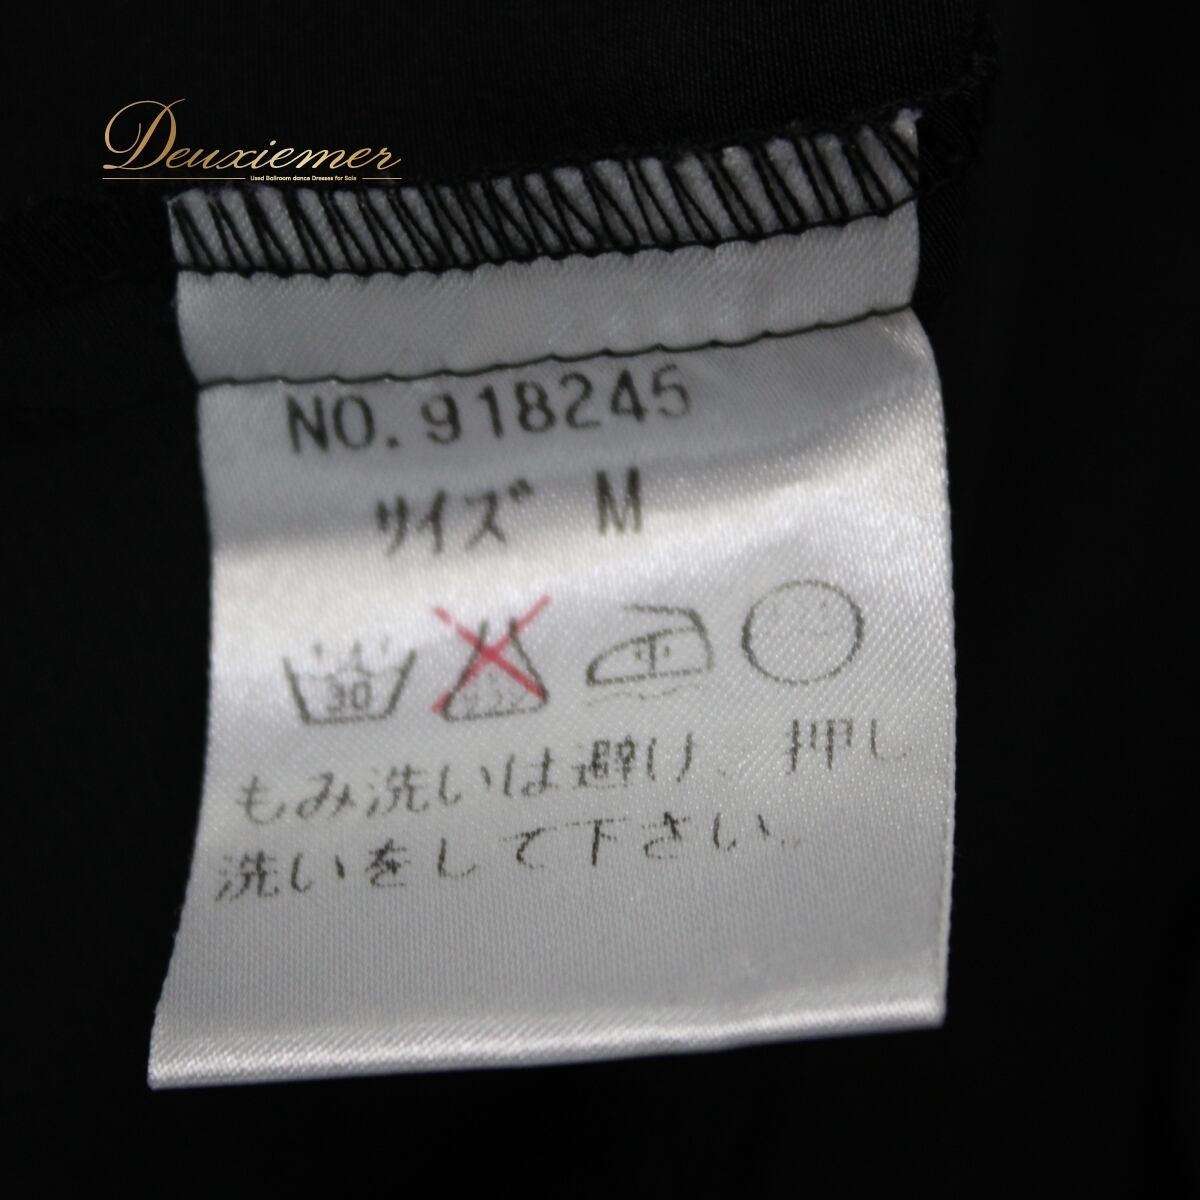 Deuxiemer
Used Ballroom dance Dresses for Sale
NO.918245
サイズ M
30
中
もみ洗いは避け、押し
洗いをして下さい。